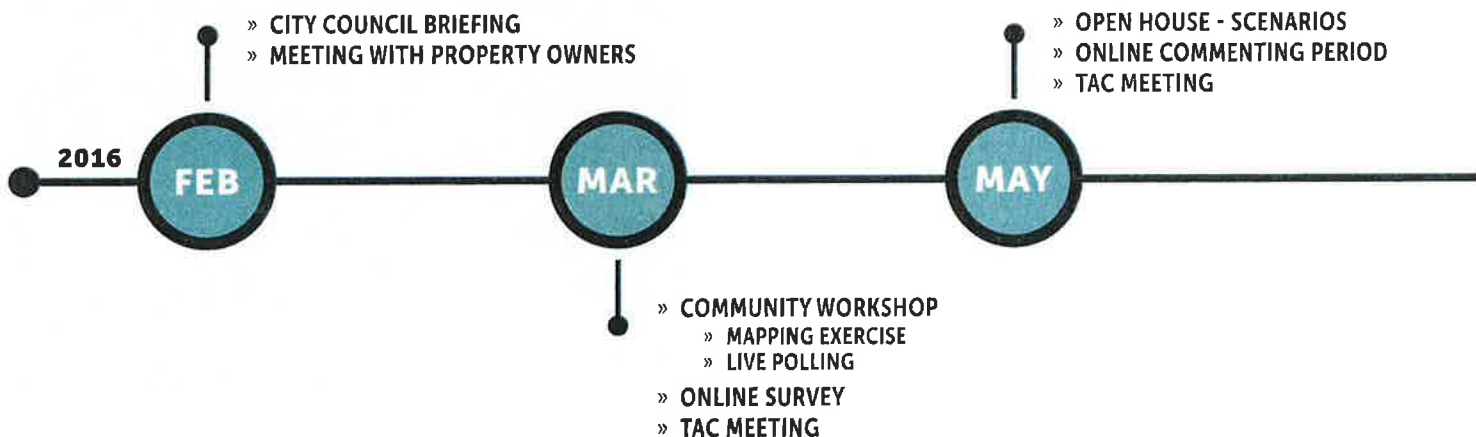 2016
FEB
» CITY COUNCIL BRIEFING
» MEETING WITH PROPERTY OWNERS
MAR
» COMMUNITY WORKSHOP
» MAPPING EXERCISE
» LIVE POLLING
» ONLINE SURVEY
» TAC MEETING
MAY
» OPEN HOUSE - SCENARIOS
» ONLINE COMMENTING PERIOD
» TAC MEETING